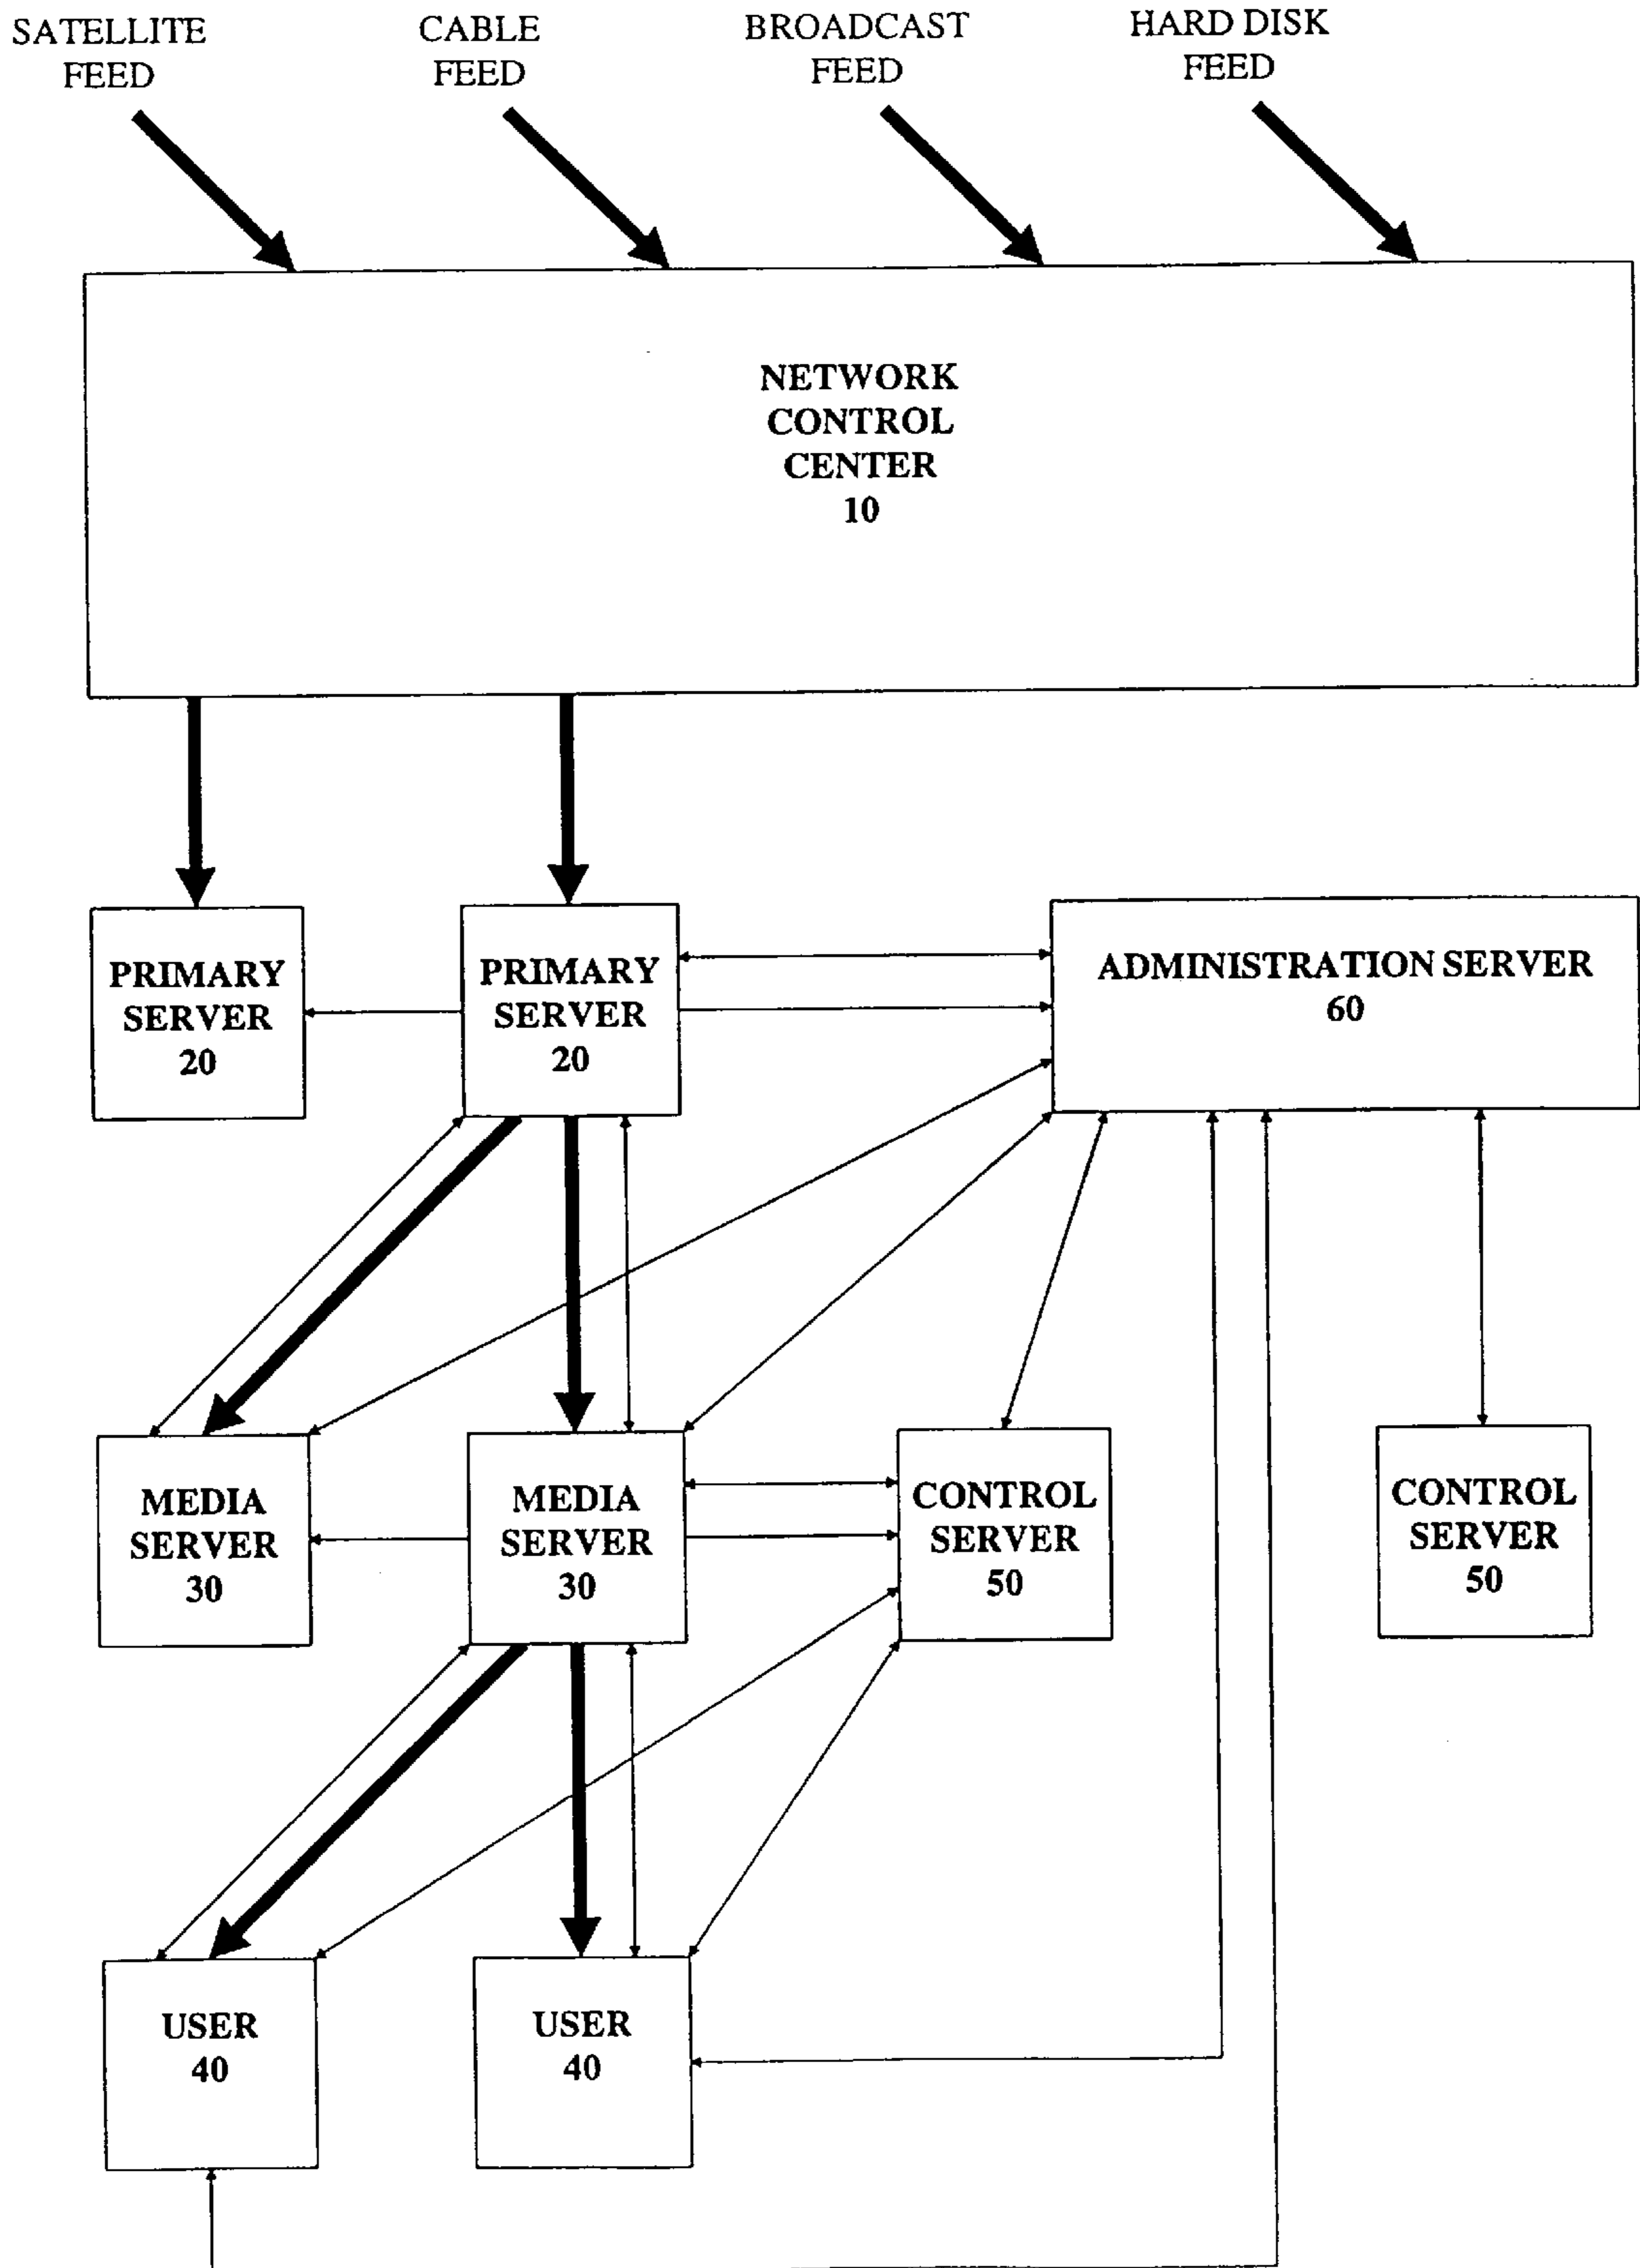 SATELLITE
FEED
CABLE
FEED
BROADCAST
FEED
HARD DISK
FEED
NETWORK
CONTROL
CENTER
10
PRIMARY
SERVER
20
PRIMARY
SERVER
20
ADMINISTRATION SERVER
60
MEDIA
SERVER
30
MEDIA
SERVER
30
CONTROL
SERVER
50
CONTROL
SERVER
50
USER
40
USER
40